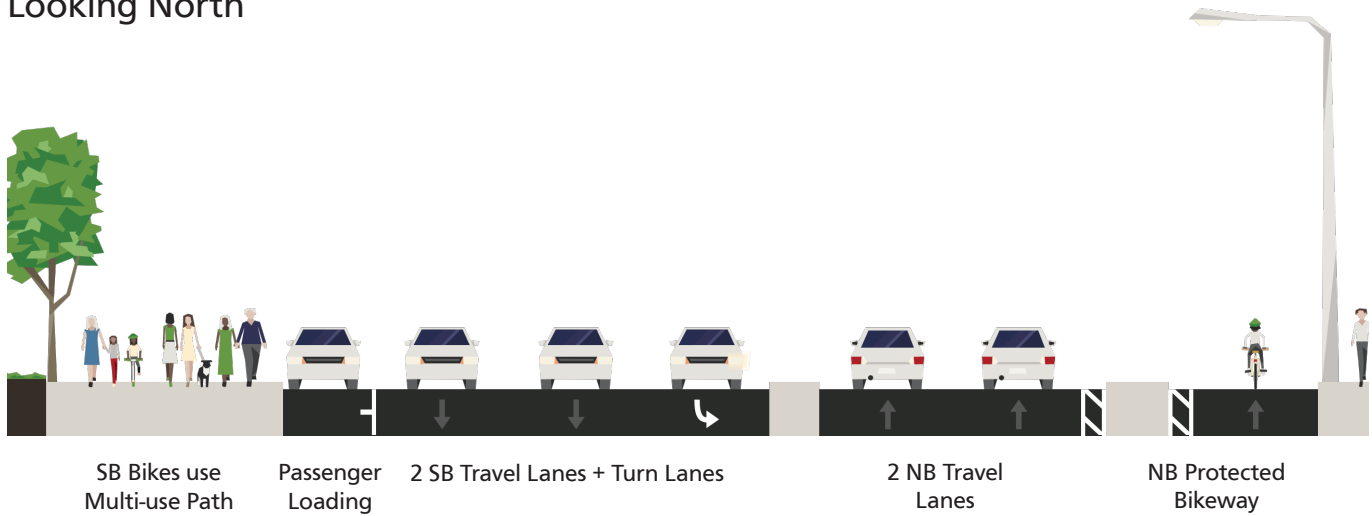 Looking North
SB Bikes use
Multi-use Path
Passenger
Loading
2 SB Travel Lanes + Turn Lanes
2 NB Travel
Lanes
NB Protected
Bikeway